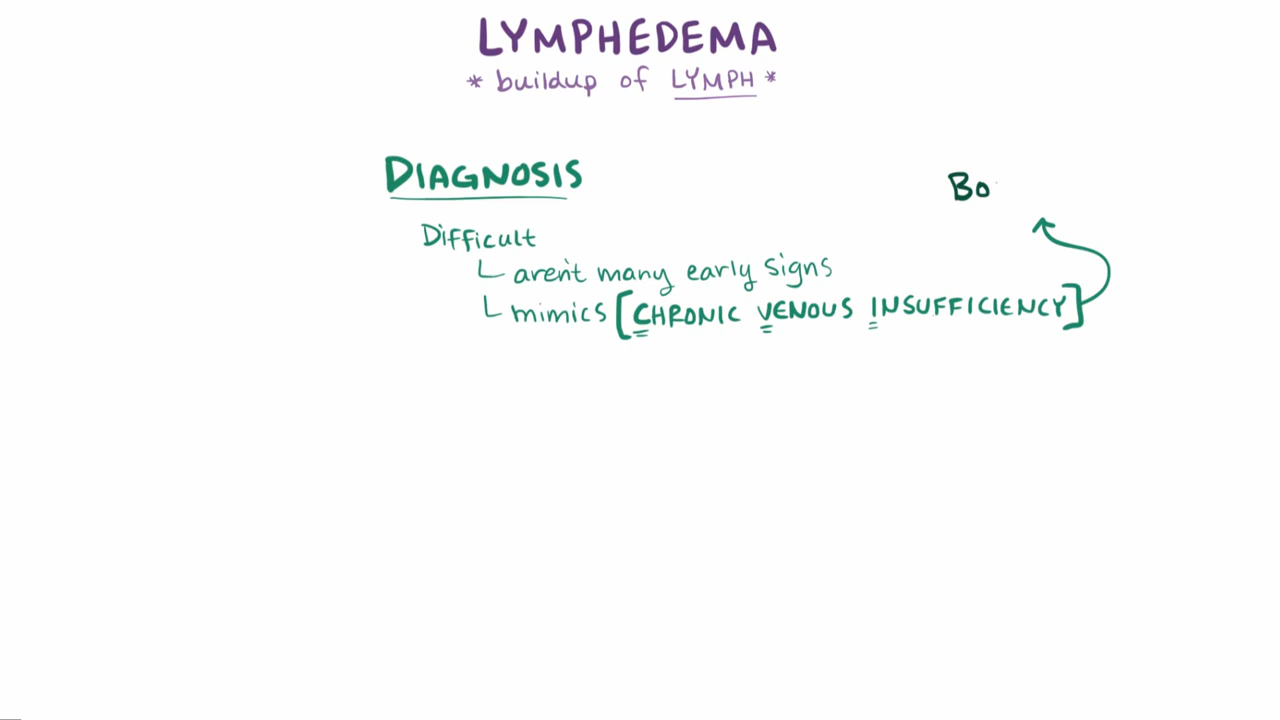 LYMPHEDEMA
* buildup of LYMPH *
DIAGNOSIS
Bo
Difficult
aren't many early signs
mimics [CHRONIC VENOUS INSUFFICIENCY]